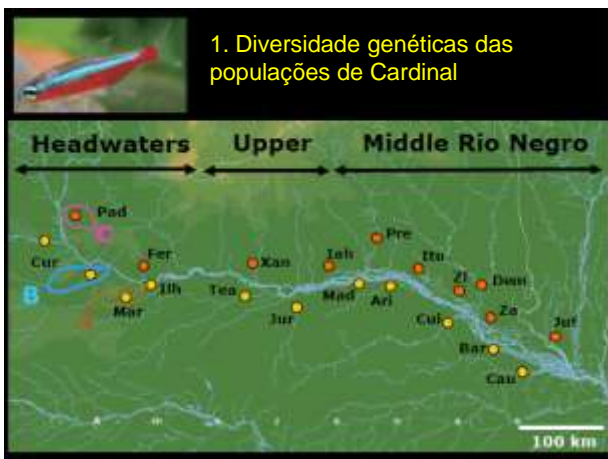 1. Diversidade genéticas das
populações de Cardinal
Headwaters Upper Middle Rio Negro
Pad
C
Cur
B
Fer
Ilh
A
Mar
Xan
Tea
Jur
Iah
Mad
Pre
Ari
Itu
Cui
ZI
Dem
Za
Bar
Cau
Juf
A m a z o n a s
100 km